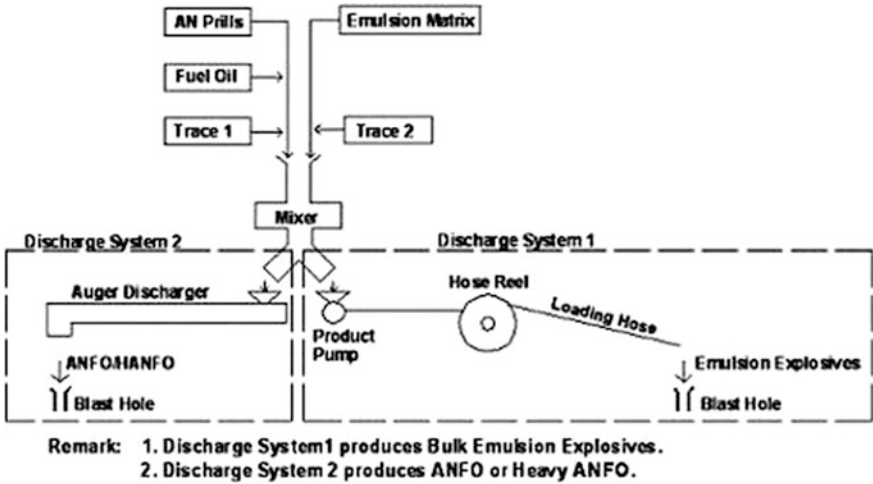 AN Prills
Emulsion Matrix
Fuel Oil
Trace 1
Trace 2
Mixer
Discharge System 2
Discharge System 1
Auger Discharger
Hose Reel
Loading Hose
Product
Pump
ANFO/HANFO
Emulsion Explosives
Blast Hole
Blast Hole
Remark: 1. Discharge System1 produces Bulk Emulsion Explosives.
2. Discharge System 2 produces ANFO or Heavy ANFO.